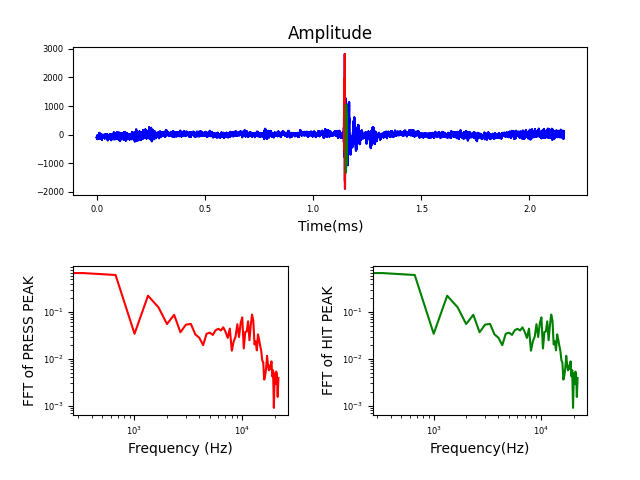 Amplitude
3000
2000
1000
0
−1000
−2000
0.0 0.5 1.0 1.5 2.0
Time(ms)
FFT of PRESS PEAK
10⁻¹
10⁻²
10⁻³
10³ 10⁴
Frequency (Hz)
FFT of HIT PEAK
10⁻¹
10⁻²
10⁻³
10³ 10⁴
Frequency(Hz)